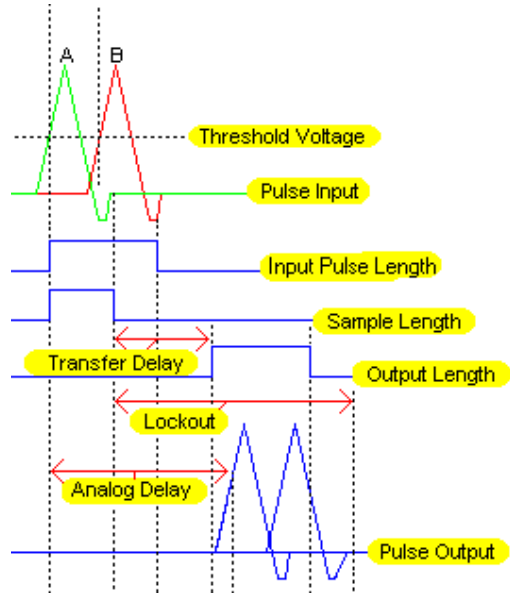 A B
Threshold Voltage
Pulse Input
Input Pulse Length
Sample Length
Transfer Delay
Output Length
Lockout
Analog Delay
Pulse Output